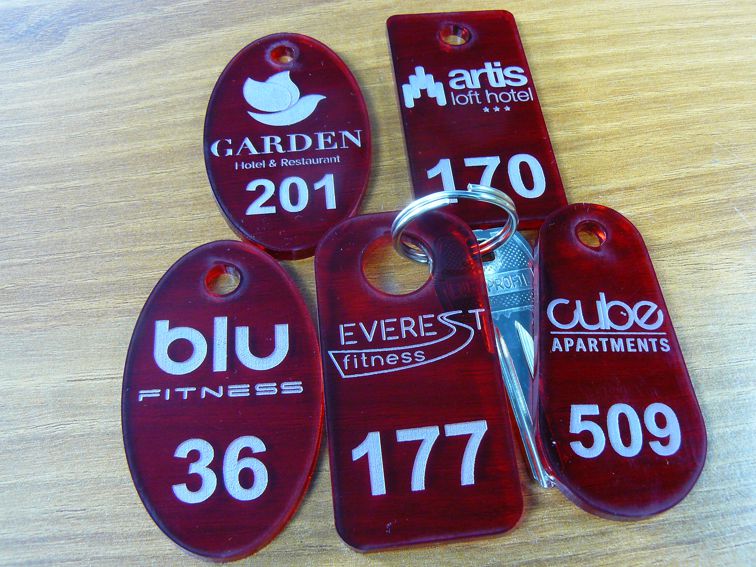 GARDEN
Hotel & Restaurant
201
artis
loft hotel
170
blu
FITNESS
36
EVEREST
fitness
177
cube
APARTMENTS
509